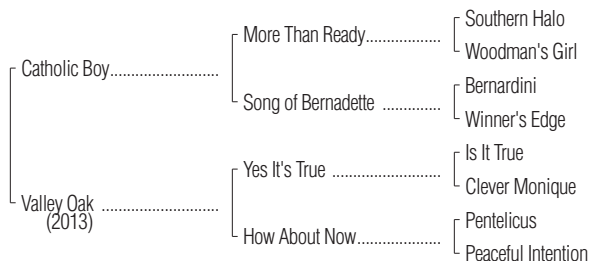 Southern Halo
More Than Ready....................
Woodman's Girl
Catholic Boy.............................
Bernardini
Song of Bernadette ...............
Winner's Edge
Is It True
Yes It's True .............................
Clever Monique
Valley Oak ...............................
(2013)
Pentelicus
How About Now......................
Peaceful Intention